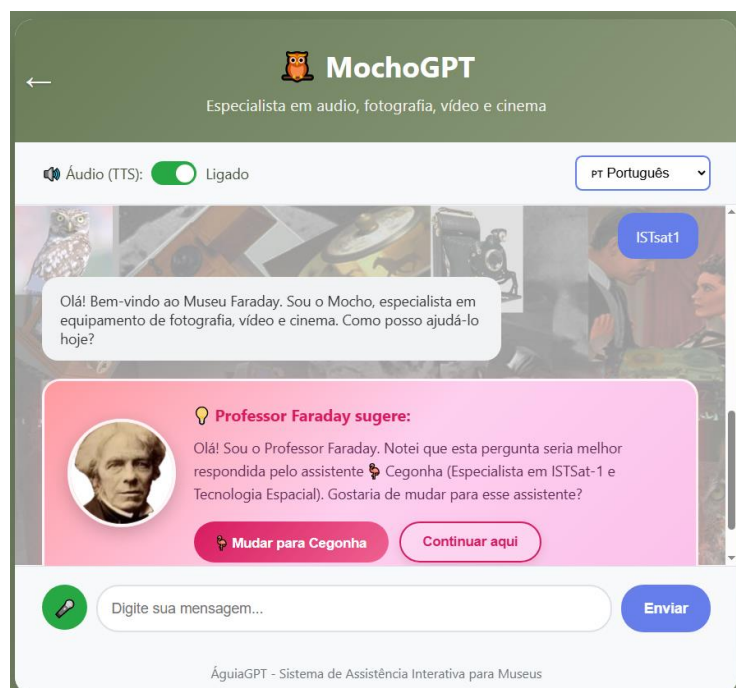 ←
MochoGPT
Especialista em audio, fotografia, vídeo e cinema
Áudio (TTS): Ligado
PT Português
ISTsat1
Olá! Bem-vindo ao Museu Faraday. Sou o Mocho, especialista em
equipamento de fotografia, vídeo e cinema. Como posso ajudá-lo
hoje?
Professor Faraday sugere:
Olá! Sou o Professor Faraday. Notei que esta pergunta seria melhor
respondida pelo assistente 🦩 Cegonha (Especialista em ISTSat-1 e
Tecnologia Espacial). Gostaria de mudar para esse assistente?
Mudar para Cegonha
Continuar aqui
Digite sua mensagem...
Enviar
ÁguiaGPT - Sistema de Assistência Interativa para Museus